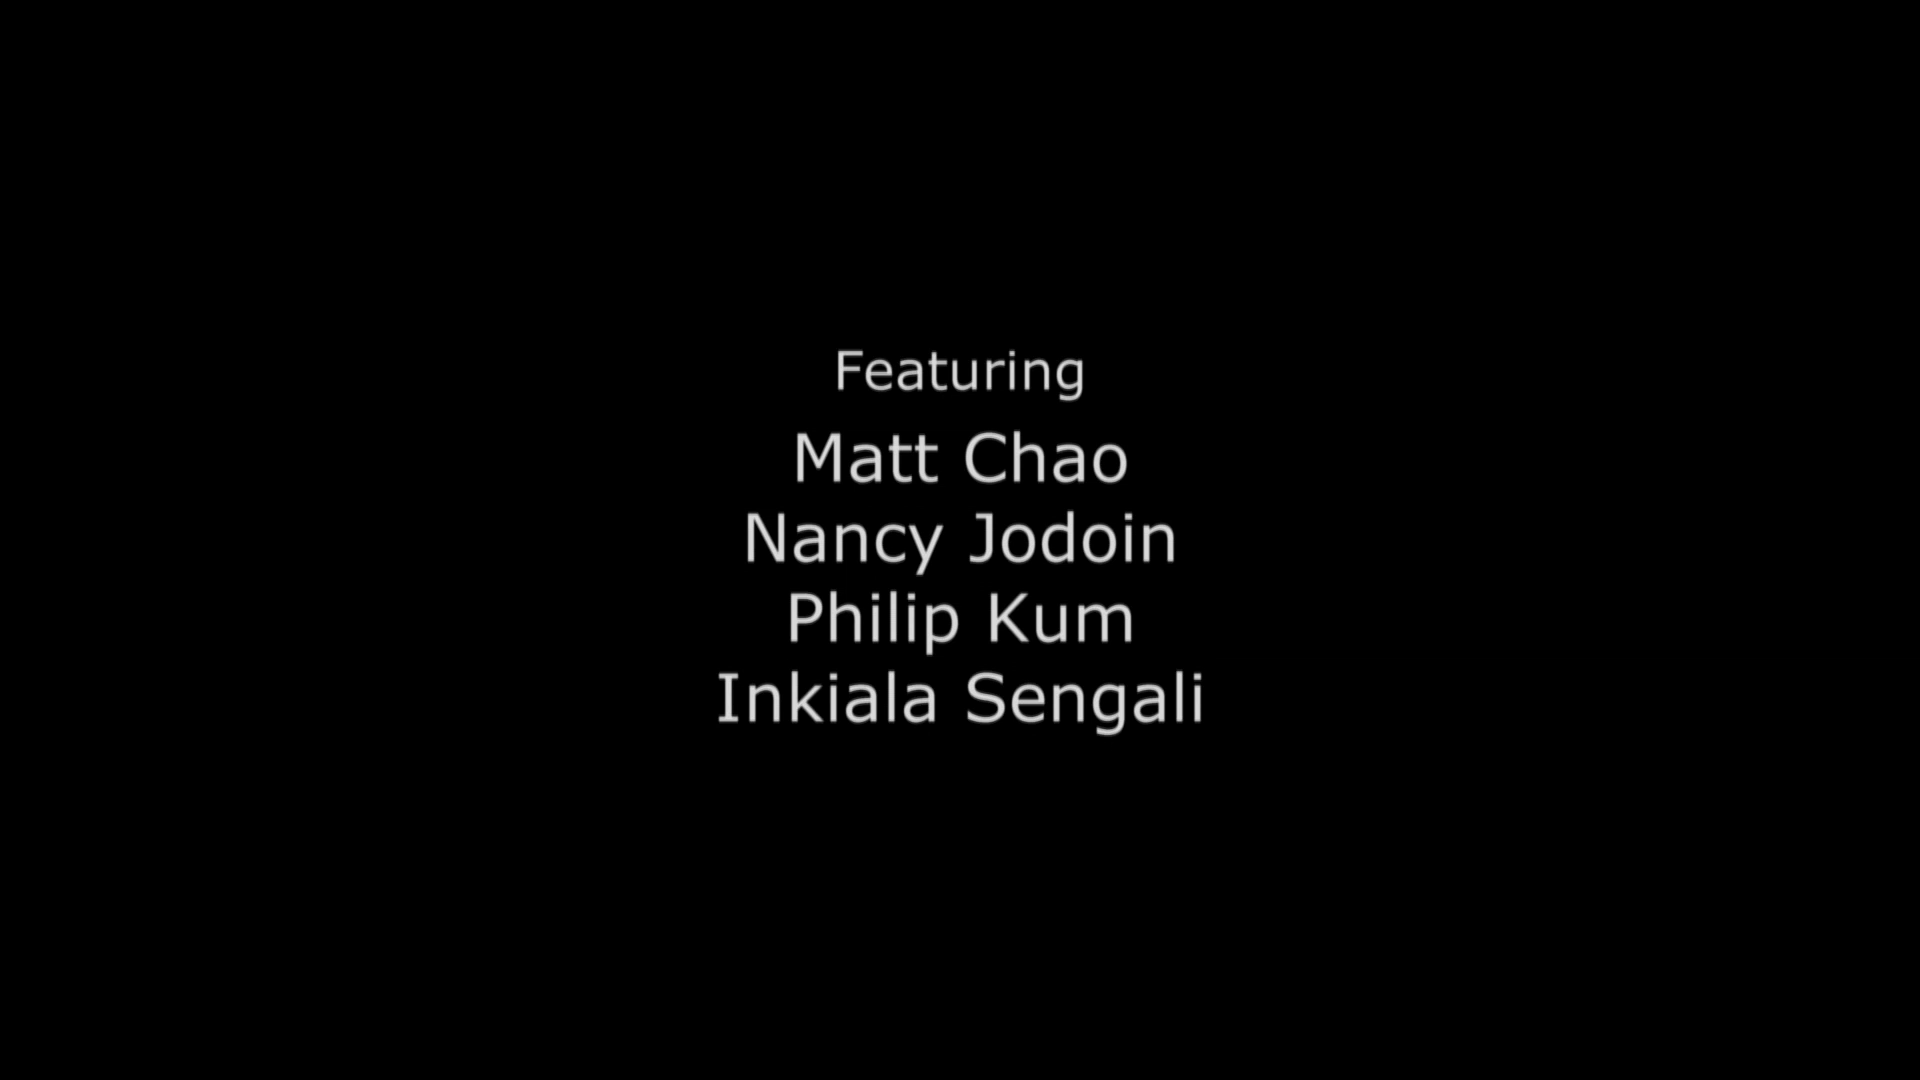 Featuring
Matt Chao
Nancy Jodoin
Philip Kum
Inkiala Sengali